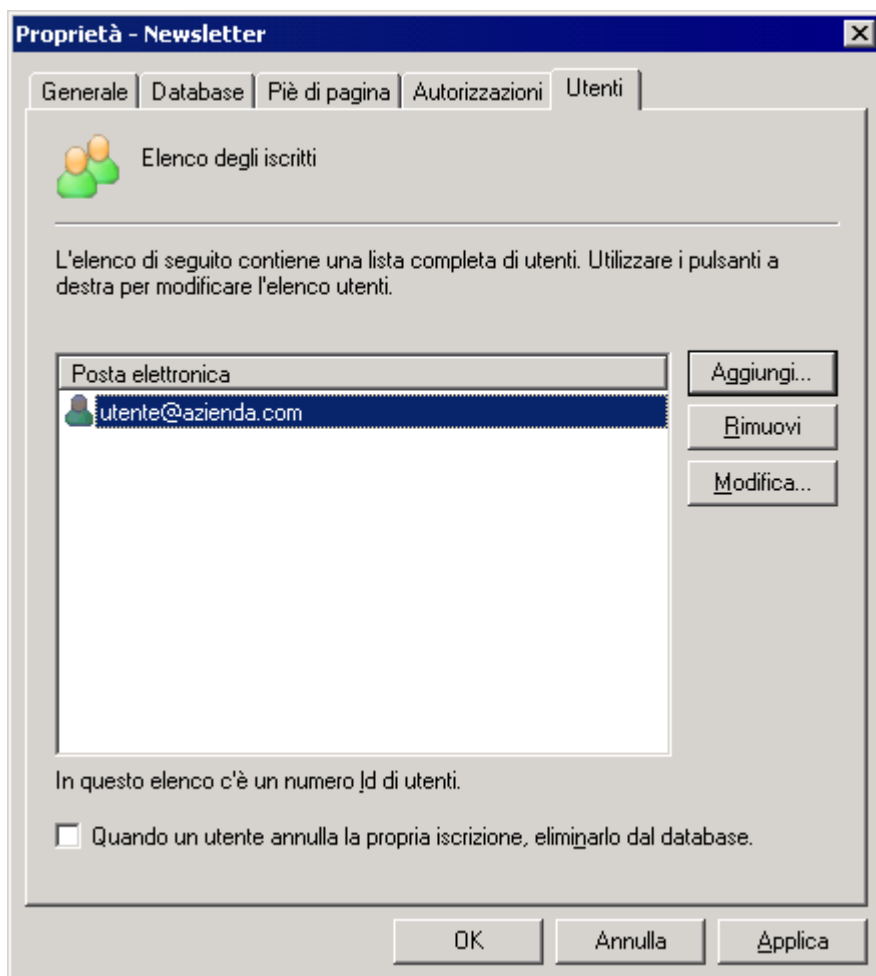 Proprietà - Newsletter
Generale Database Piè di pagina Autorizzazioni Utenti
Elenco degli iscritti
L'elenco di seguito contiene una lista completa di utenti. Utilizzare i pulsanti a
destra per modificare l'elenco utenti.
Posta elettronica
utente@azienda.com
Aggiungi...
Rimuovi
Modifica...
In questo elenco c'è un numero ld di utenti.
Quando un utente annulla la propria iscrizione, eliminarlo dal database.
OK Annulla Applica